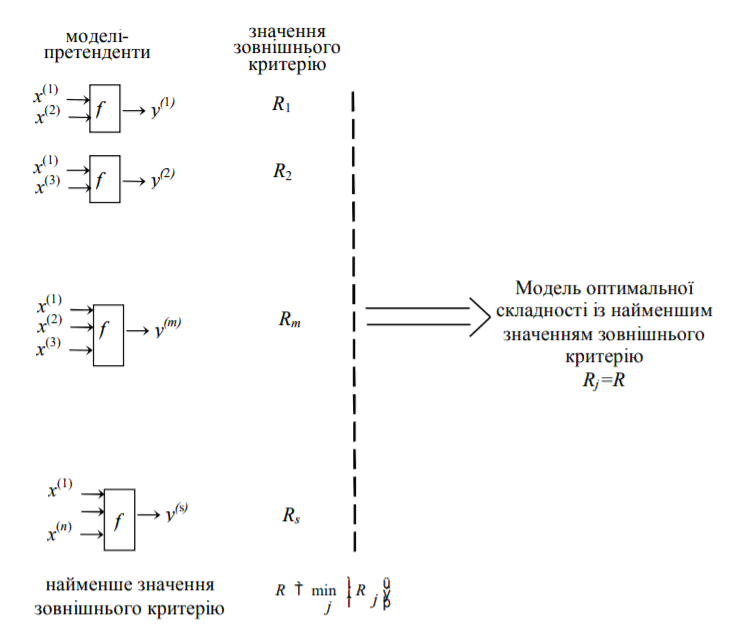 моделі-
претенденти
значення
зовнішнього
критерію
x(1)
x(2)
f
y(1)
R1
x(1)
x(3)
f
y(2)
R2
x(1)
x(2)
x(3)
f
y(m)
Rm
Модель оптимальної
складності із найменшим
значенням зовнішнього
критерію
Rj=R
x(1)
x(n)
f
y(s)
Rs
найменше значення
зовнішнього критерію
R † min R j
j